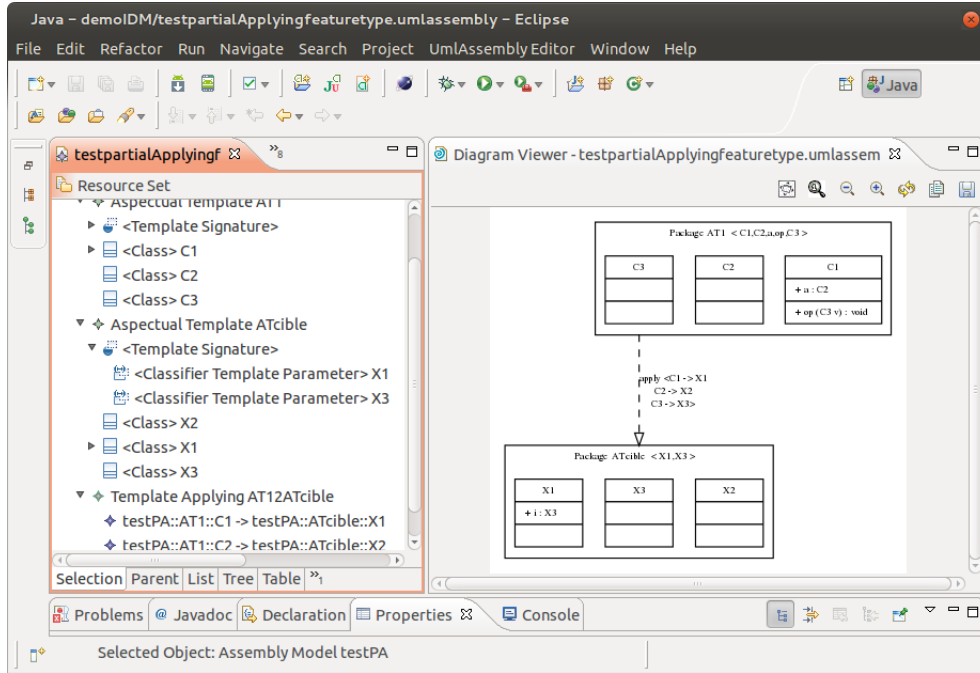 Java – demoIDM/testpartialApplyingfeaturetype.umlassembly - Eclipse
File Edit Refactor Run Navigate Search Project UmlAssemblyEditor Window Help
Java
testpartialApplyingf
»8
Resource Set
Aspectual Template AT1
<Template Signature>
<Class> C1
<Class> C2
<Class> C3
Aspectual Template ATcible
<Template Signature>
<Classifier Template Parameter> X1
<Classifier Template Parameter> X3
<Class> X2
<Class> X1
<Class> X3
Template Applying AT12ATcible
testPA::AT1::C1 -> testPA::ATcible::X1
testPA::AT1::C2 -> testPA::ATcible::X2
Selection Parent List Tree Table »1
Diagram Viewer - testpartialApplyingfeaturetype.umlassem
Package AT1 < C1,C2,a,op,C3 >
C3 C2 C1
+ a : C2
+ op (C3 v) : void
apply <C1 -> X1
C2 -> X2
C3 -> X3>
Package ATcible <X1,X3 >
X1 X3 X2
+ i : X3
Problems @ Javadoc Declaration Properties Console
Selected Object: Assembly Model testPA